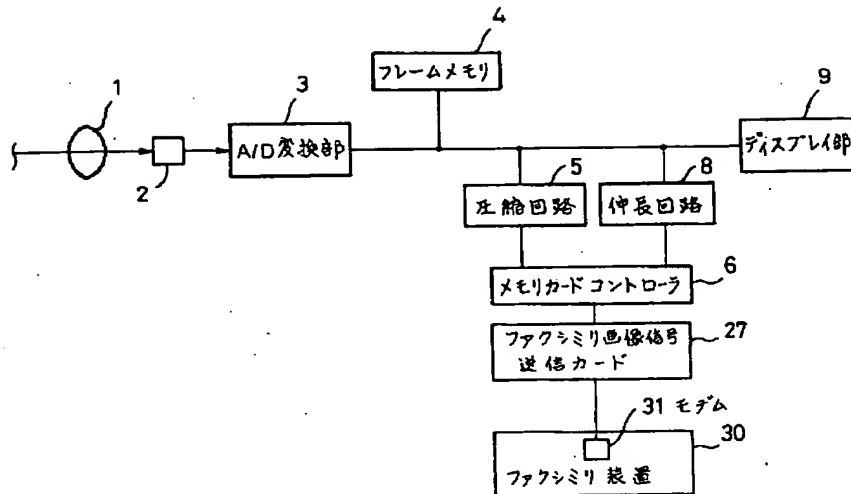 4
フレームメモリ
1
3
9
A/D変換部
ディスプレイ部
2
5
8
圧縮回路
伸長回路
6
メモリカードコントローラ
27
ファクシミリ画像信号
送信カード
31 モデム
30
ファクシミリ装置